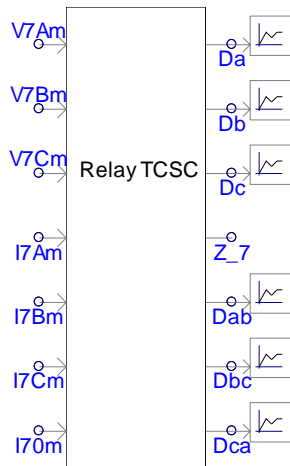 V7Am
Da
V7Bm
Db
V7Cm
Relay TCSC
Dc
I7Am
Z_7
I7Bm
Dab
I7Cm
Dbc
I70m
Dca